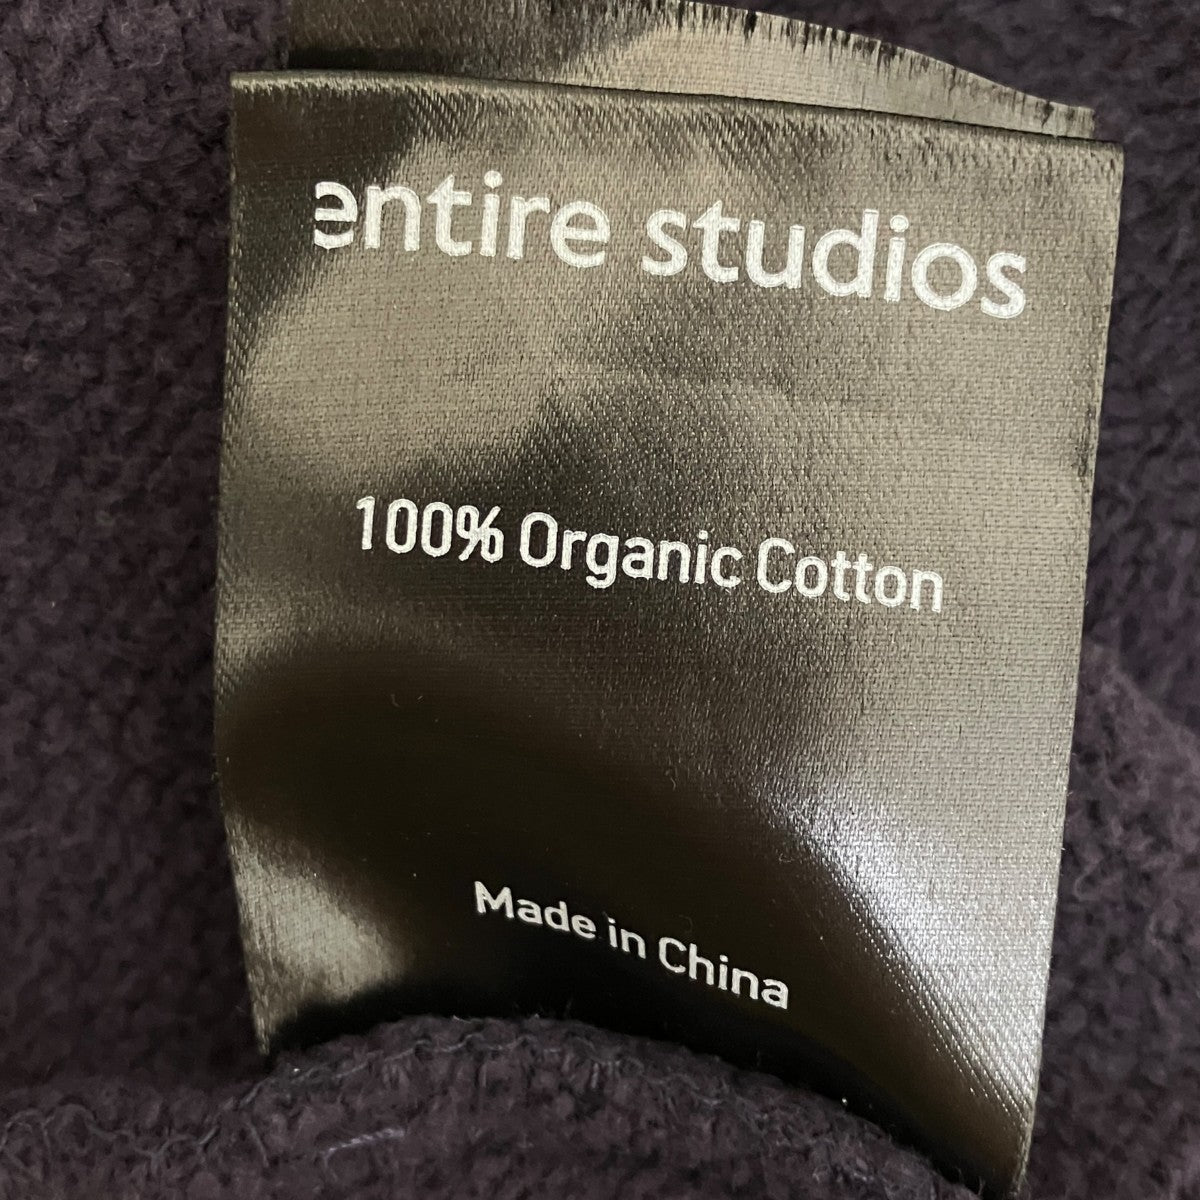 entire studios
100% Organic Cotton
Made in China